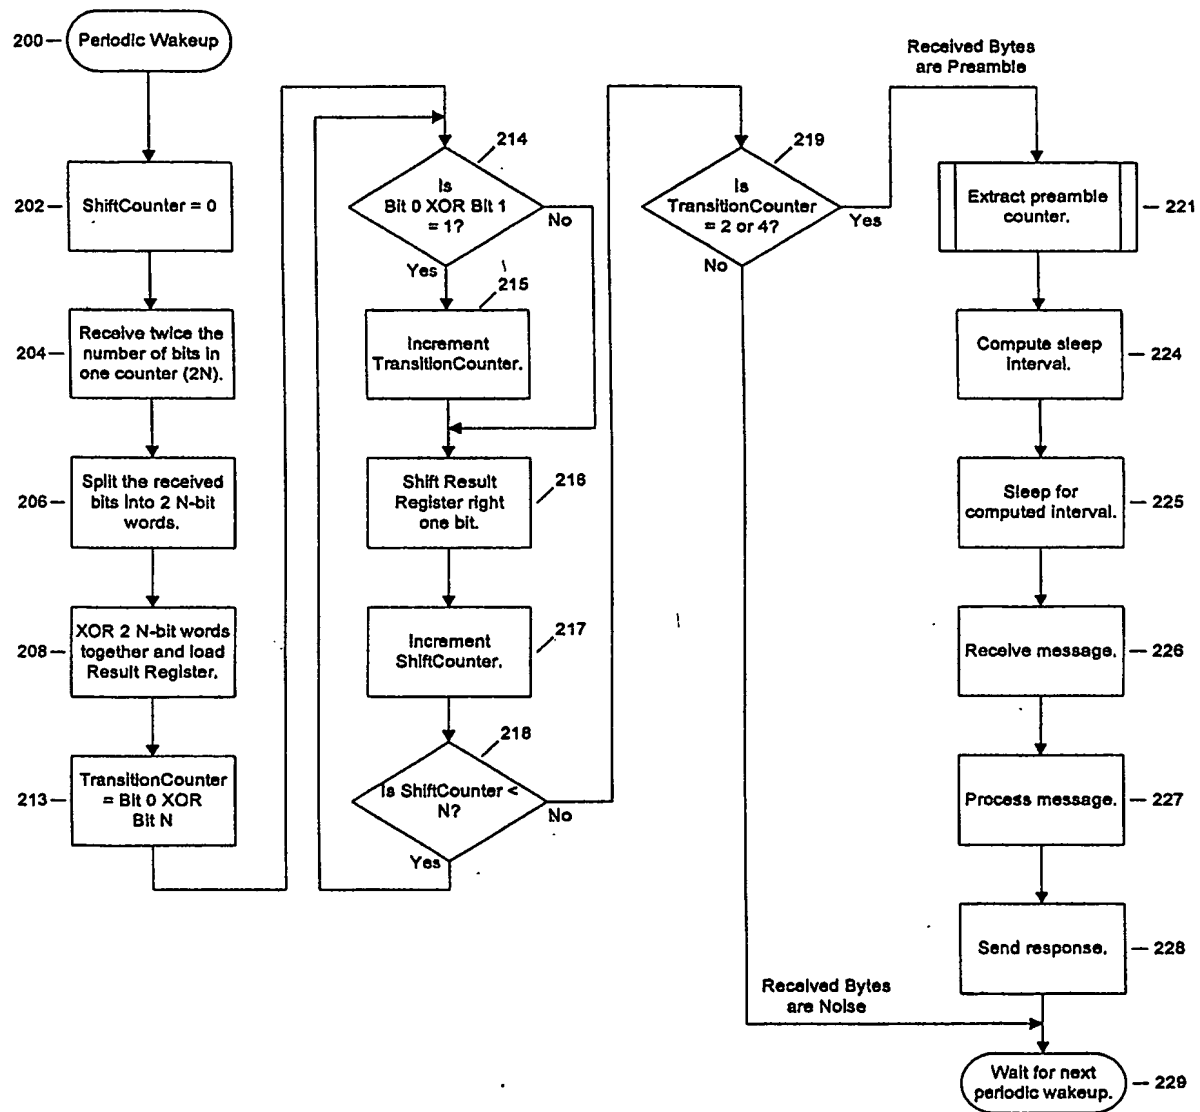 200
Periodic Wakeup
202
ShiftCounter = 0
204
Receive twice the
number of bits in
one counter (2N).
206
Split the received
bits into 2 N-bit
words.
208
XOR 2 N-bit words
together and load
Result Register.
213
TransitionCounter
= Bit 0 XOR
Bit N
214
Is
Bit 0 XOR Bit 1
= 1?
No
Yes
215
Increment
TransitionCounter.
216
Shift Result
Register right
one bit.
217
Increment
ShiftCounter.
218
Is ShiftCounter <
N?
No
Yes
219
Is
TransitionCounter
= 2 or 4?
Yes
No
Received Bytes
are Preamble
Received Bytes
are Noise
Extract preamble
counter.
221
Compute sleep
interval.
224
Sleep for
computed interval.
225
Receive message.
226
Process message.
227
Send response.
228
Wait for next
periodic wakeup.
229